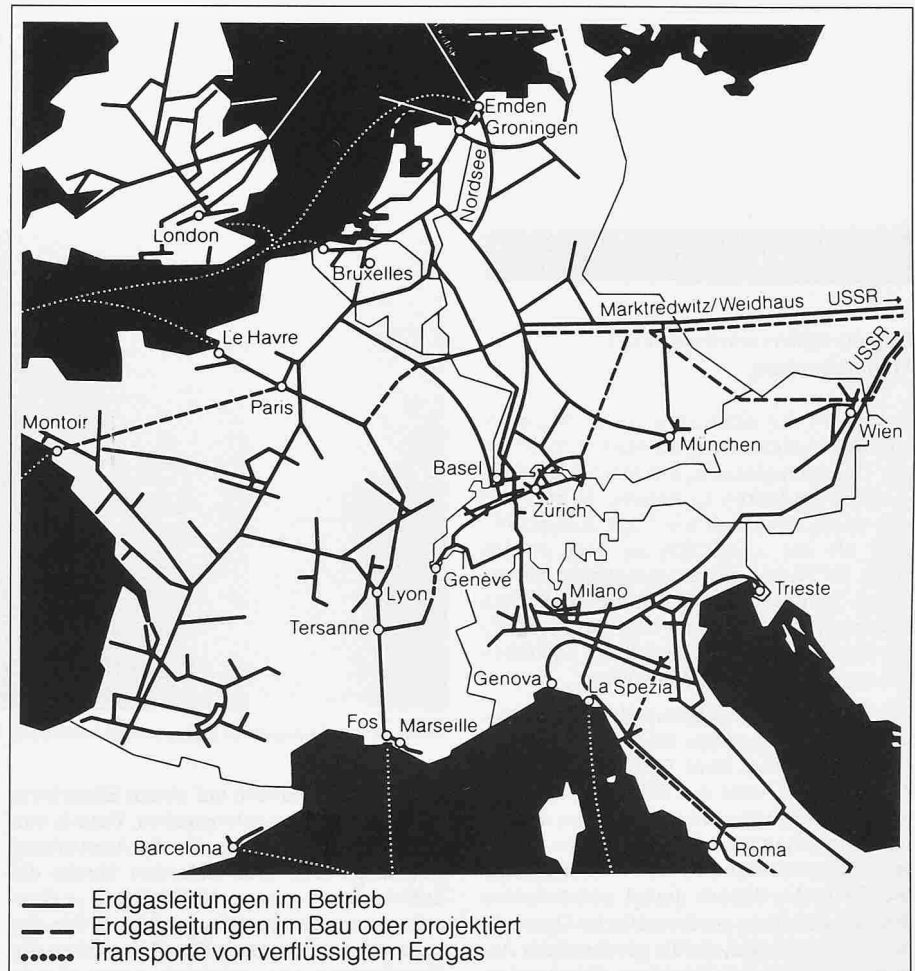 Emden
Groningen
Nordsee
London
Bruxelles
Marktredwitz/Weidhaus
USSR
USSR
Le Havre
Paris
Montoir
Wien
München
Basel
Zürich
Genève
Lyon
Milano
Trieste
Tersanne
Genova
La Spezia
Fos
Marseille
Barcelona
Roma
Erdgasleitungen im Betrieb
Erdgasleitungen im Bau oder projektiert
Transporte von verflüssigtem Erdgas